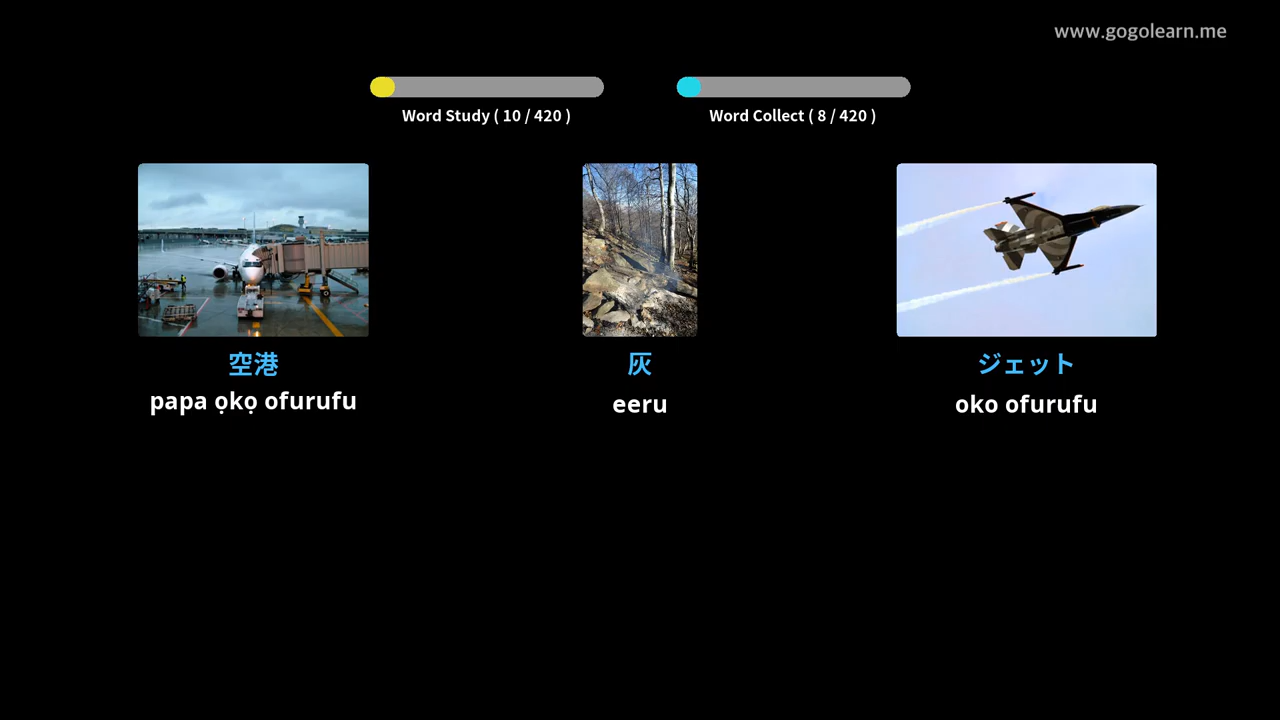 www.gogolearn.me
Word Study ( 10 / 420 )
Word Collect ( 8 / 420 )
空港
papa ọkọ ofurufu
灰
eeru
ジェット
oko ofurufu